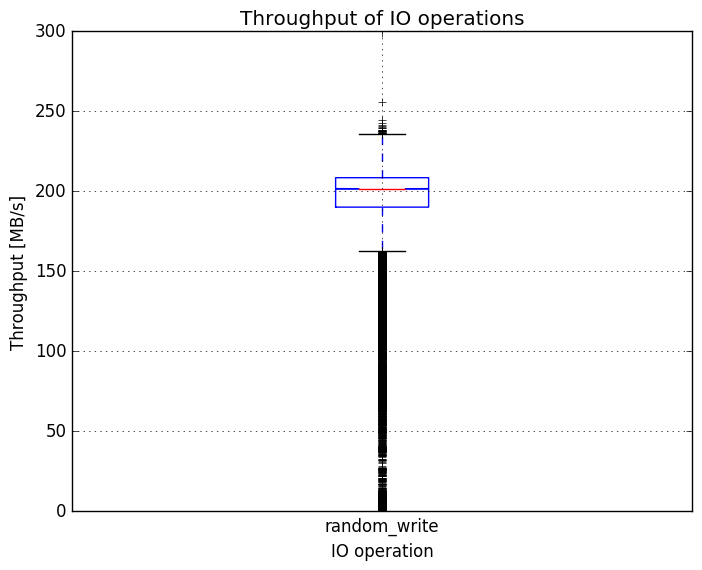 Throughput of IO operations
300
250
200
150
100
50
0
Throughput [MB/s]
random_write
IO operation